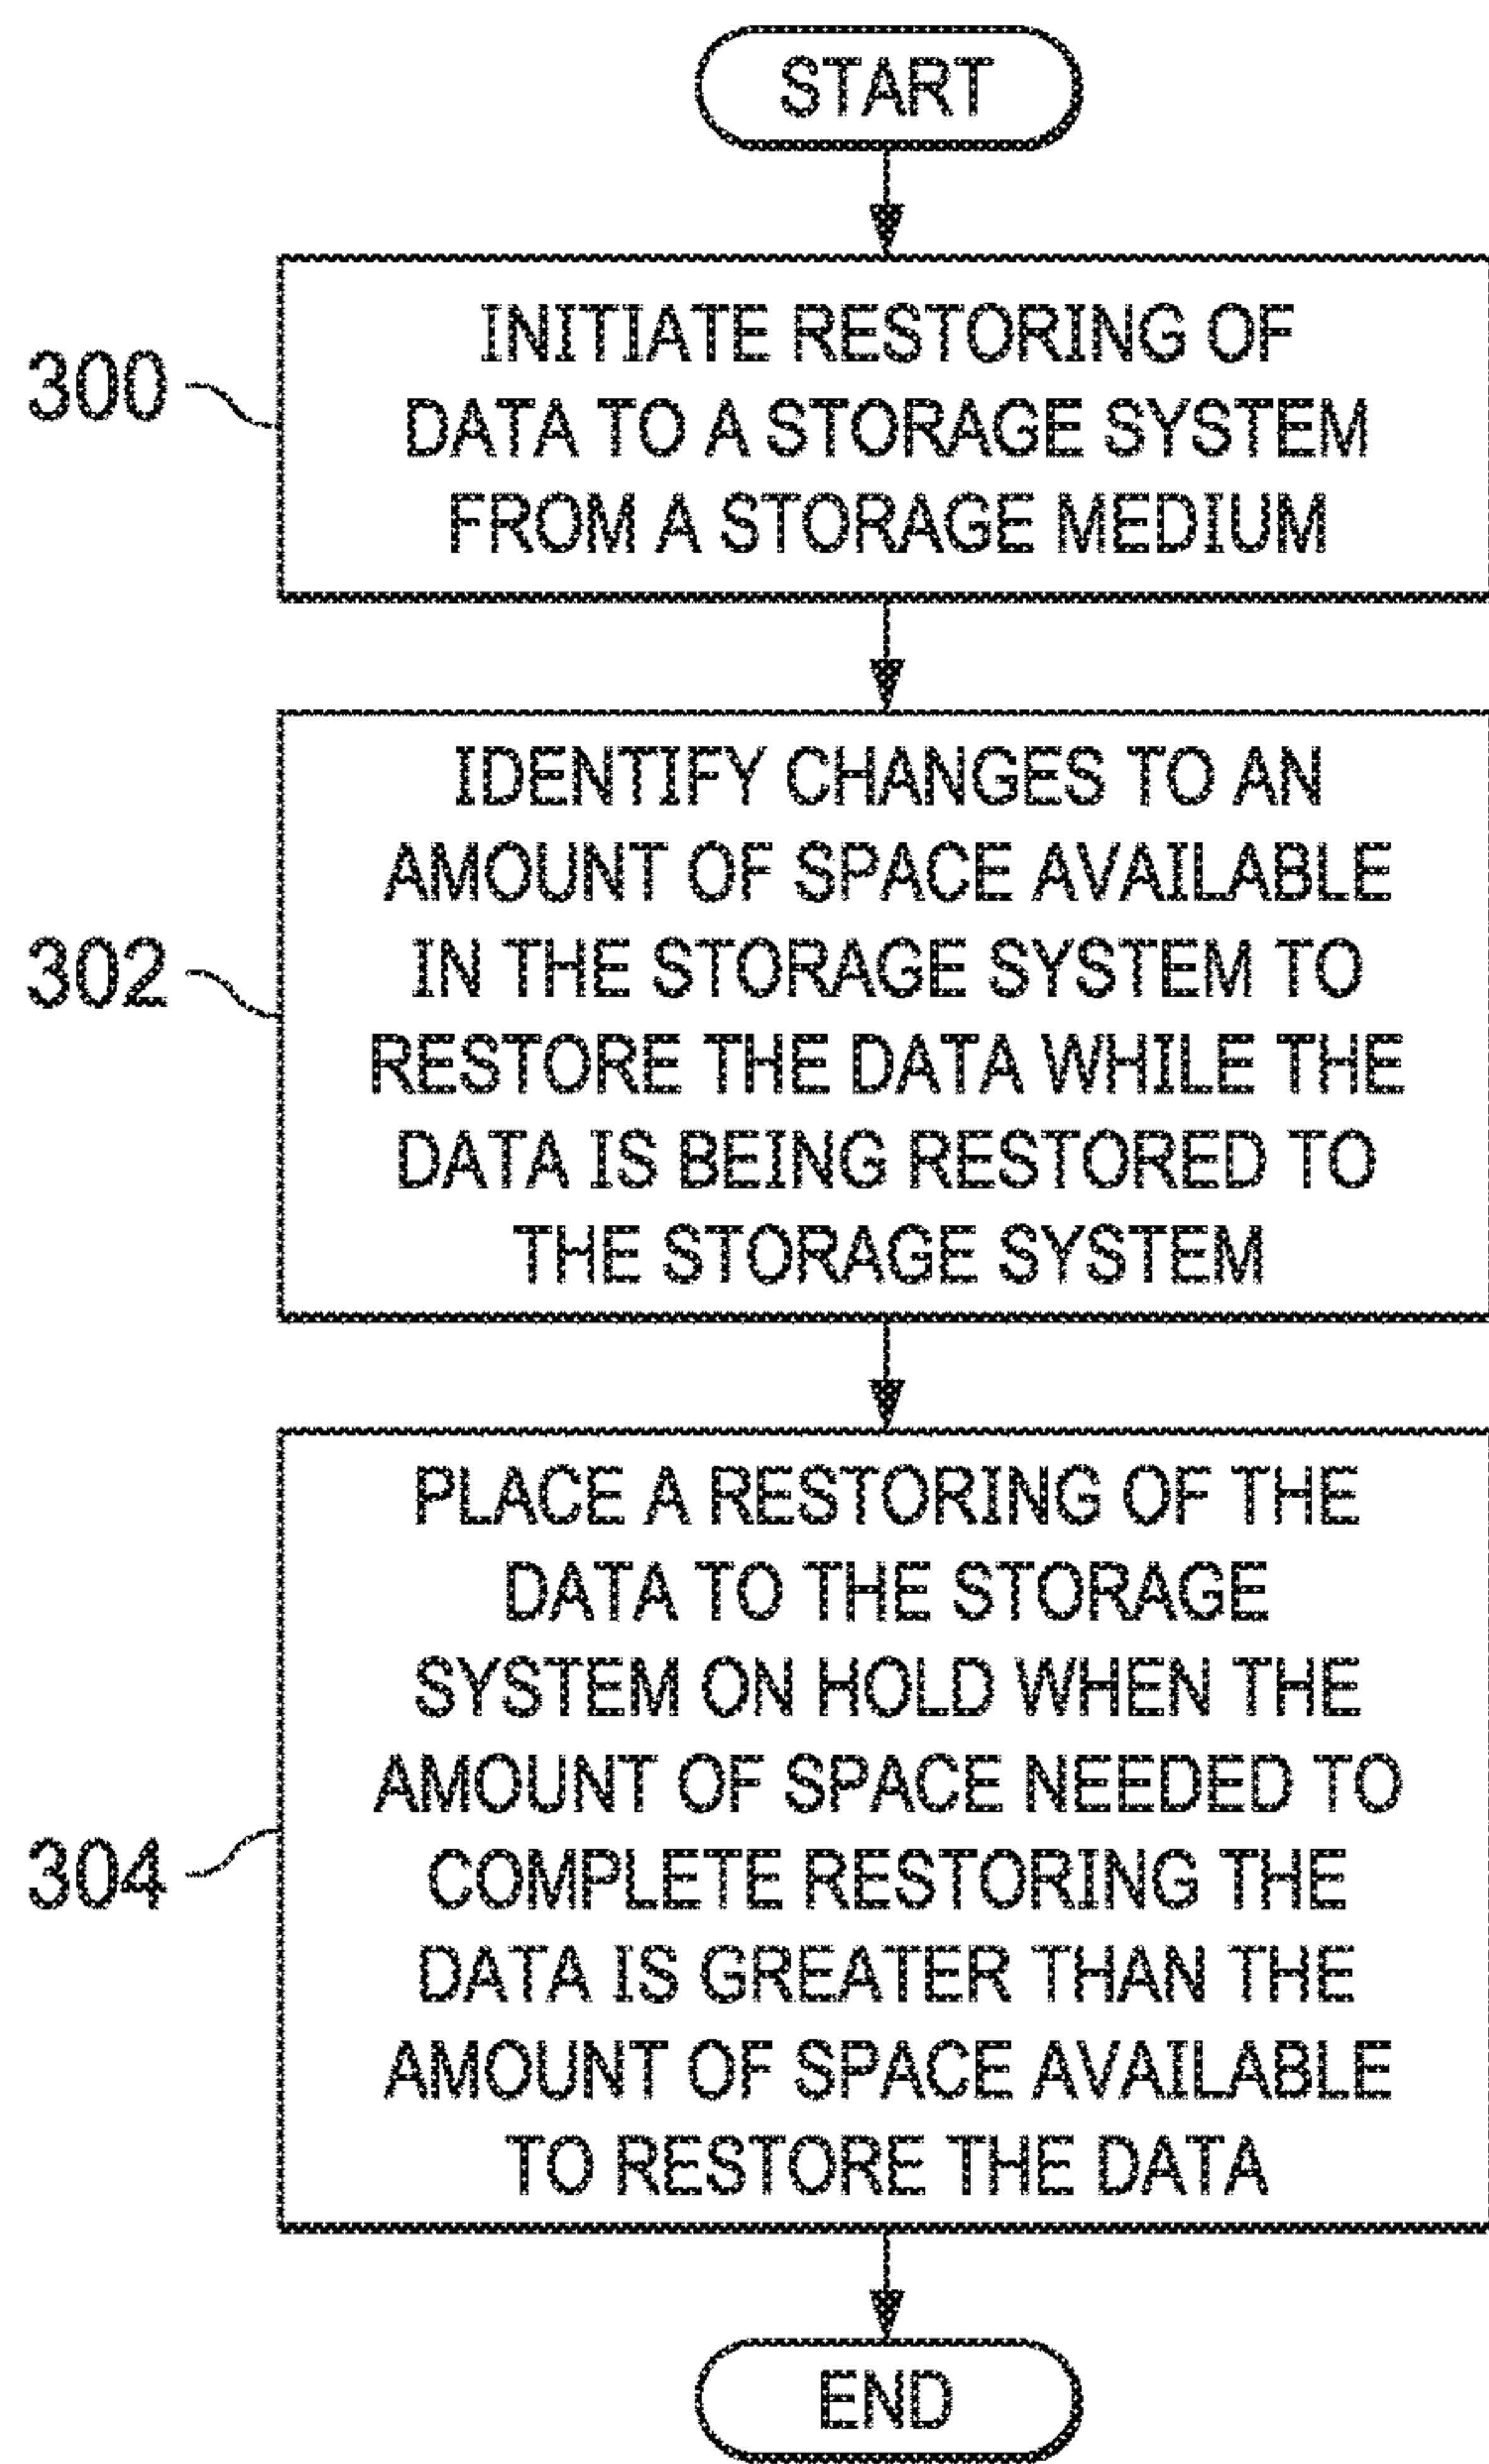 START
300
INITIATE RESTORING OF
DATA TO A STORAGE SYSTEM
FROM A STORAGE MEDIUM
302
IDENTIFY CHANGES TO AN
AMOUNT OF SPACE AVAILABLE
IN THE STORAGE SYSTEM TO
RESTORE THE DATA WHILE THE
DATA IS BEING RESTORED TO
THE STORAGE SYSTEM
304
PLACE A RESTORING OF THE
DATA TO THE STORAGE
SYSTEM ON HOLD WHEN THE
AMOUNT OF SPACE NEEDED TO
COMPLETE RESTORING THE
DATA IS GREATER THAN THE
AMOUNT OF SPACE AVAILABLE
TO RESTORE THE DATA
END